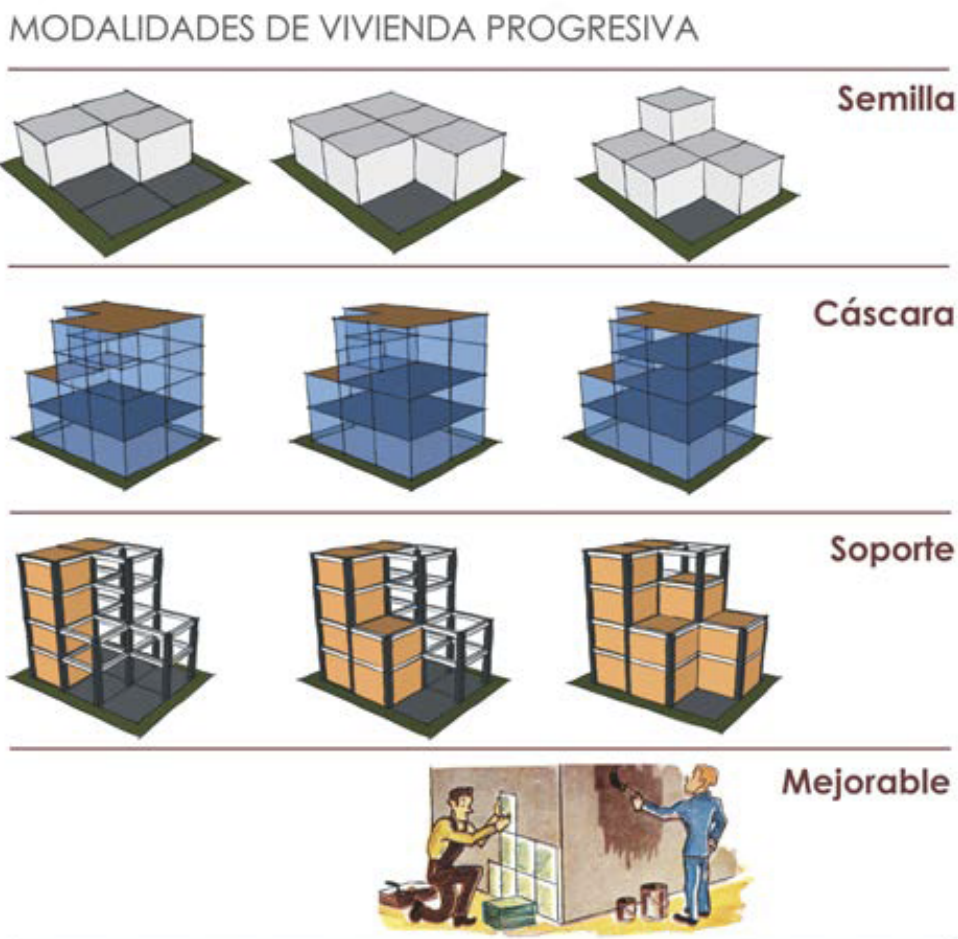 MODALIDADES DE VIVIENDA PROGRESIVA
Semilla
Cáscara
Soporte
Mejorable